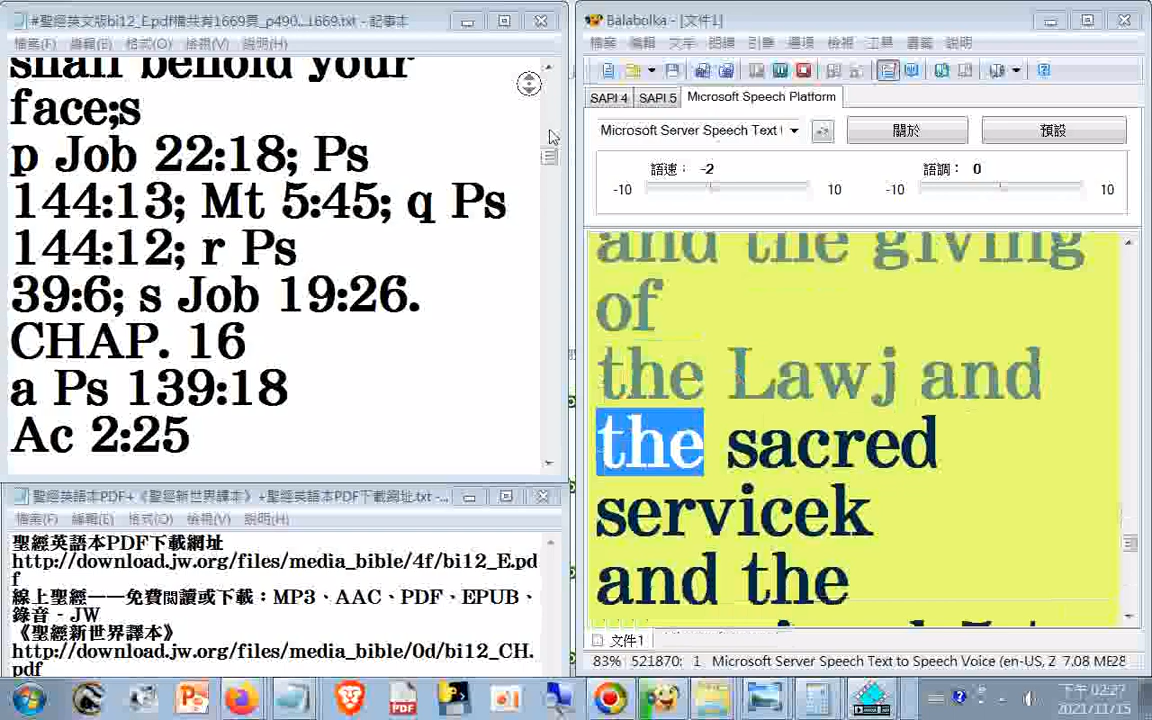 #聖經英文版bi12_E.pdf檔共有1669頁_p490...1669.txt - 記事本
檔案(F) 編輯(E) 格式(O) 檢視(V) 說明(H)
shall behold your
face;s
p Job 22:18; Ps
144:13; Mt 5:45; q Ps
144:12; r Ps
39:6; s Job 19:26.
CHAP. 16
a Ps 139:18
Ac 2:25
聖經英語本PDF+《聖經新世界譯本》+聖經英語本PDF下載網址.txt - ...
檔案(F) 編輯(E) 格式(O) 檢視(V) 說明(H)
聖經英語本PDF下載網址
http://download.jw.org/files/media_bible/4f/bi12_E.pd
f
線上聖經——免費閱讀或下載：MP3、AAC、PDF、EPUB、
錄音 - JW
《聖經新世界譯本》
http://download.jw.org/files/media_bible/0d/bi12_CH.
pdf
Balabolka - [文件1]
檔案 編輯 文字 朗讀 引擎 選項 檢視 工具 書籤 說明
SAPI 4 SAPI 5 Microsoft Speech Platform
Microsoft Server Speech Text 關於 預設
語速： -2 語調： 0
-10 10 -10 10
and the giving
of
the Lawj and
the sacred
servicek
and the
文件1
83% 521870: 1 Microsoft Server Speech Text to Speech Voice (en-US, Z 7.08 ME28
下午 02:27
2021/11/15